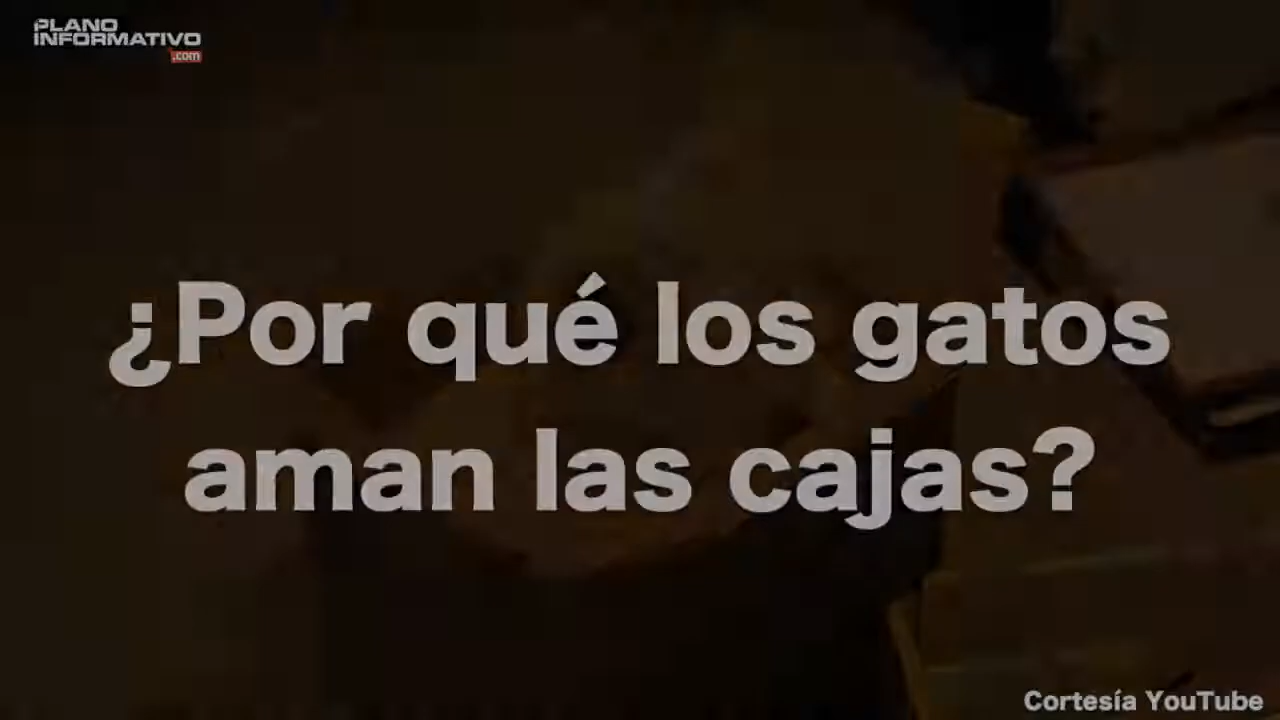 PLANO
INFORMATIVO
.com
¿Por qué los gatos
aman las cajas?
Cortesía YouTube